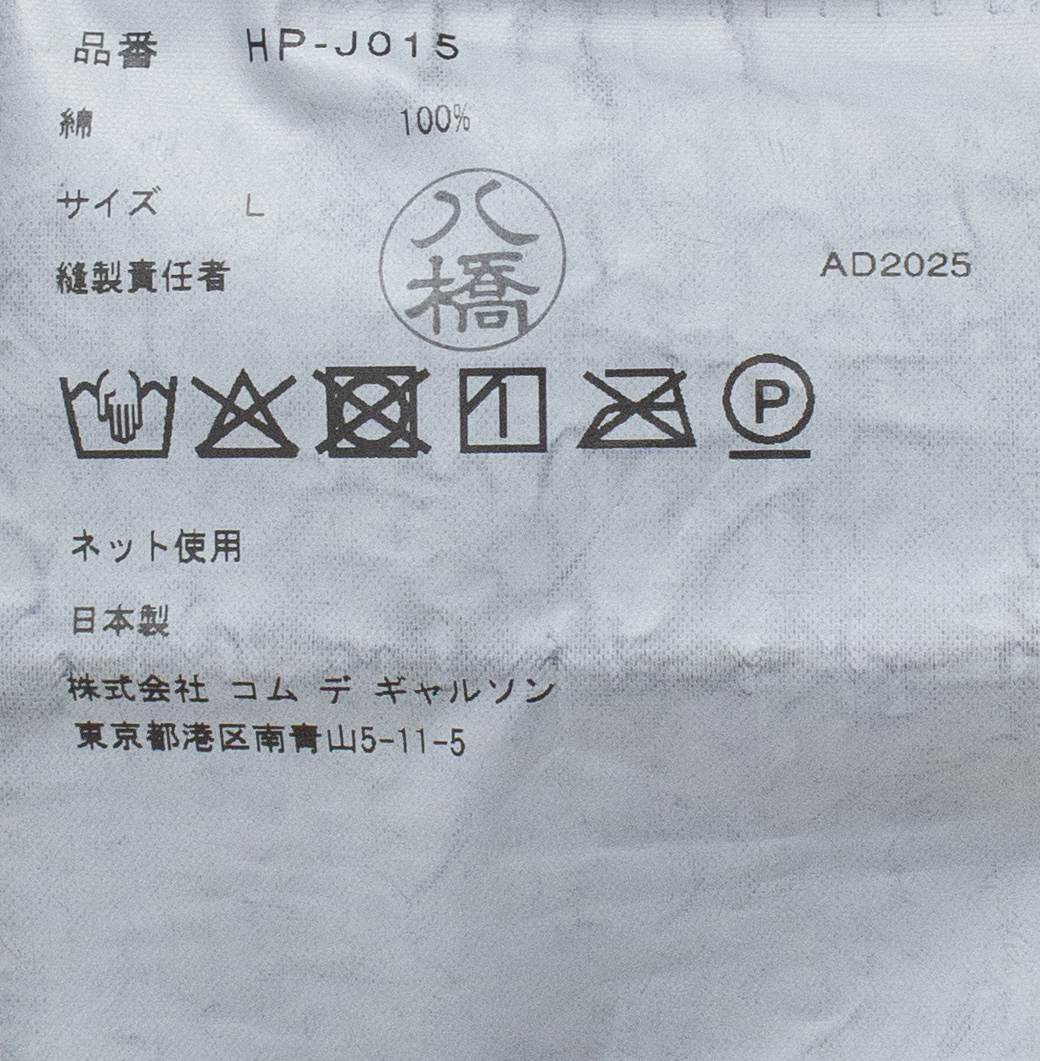 品番 HP-J015
綿 100%
サイズ L
縫製責任者 八橋
AD2025
P
ネット使用
日本製
株式会社 コム デ ギャルソン
東京都港区南青山5-11-5